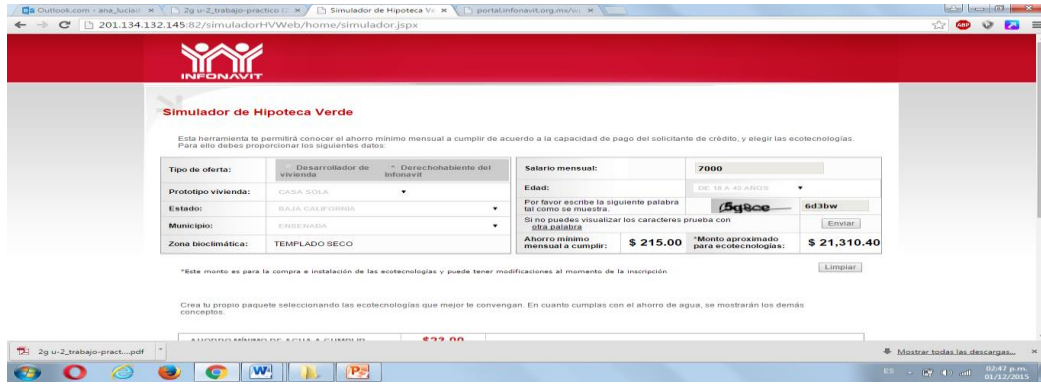 Outlook.com - ana_lucia
2g u-2_trabajo-practico
Simulador de Hipoteca Ve
portal.infonavit.org.mx/
201.134.132.145:82/simuladorHVWeb/home/simulador.jspx
ABP
INFONAVIT
Simulador de Hipoteca Verde
Esta herramienta te permitirá conocer el ahorro mínimo mensual a cumplir de acuerdo a la capacidad de pago del solicitante de crédito, y elegir las ecotecnologías.
Para ello debes proporcionar los siguientes datos:
Tipo de oferta:
Desarrollador de vivienda
Derechohabiente del Infonavit
Prototipo vivienda:
CASA SOLA
Estado:
BAJA CALIFORNIA
Municipio:
ENSENADA
Zona bioclimática:
TEMPLADO SECO
Salario mensual:
7000
Edad:
DE 18 A 45 AÑOS
Por favor escribe la siguiente palabra
tal como se muestra.
6d3bw
Si no puedes visualizar los caracteres prueba con
otra palabra
Enviar
Ahorro mínimo
mensual a cumplir:
$ 215.00
*Monto aproximado
para ecotecnologías:
$ 21,310.40
*Este monto es para la compra e instalación de las ecotecnologías y puede tener modificaciones al momento de la inscripción
Limpiar
Crea tu propio paquete seleccionando las ecotecnologías que mejor te convengan. En cuanto cumplas con el ahorro de agua, se mostrarán los demás
conceptos.
AHORRO MÍNIMO DE AGUA A CUMPLIR
$23.00
2g u-2_trabajo-pract....pdf
Mostrar todas las descargas...
ES
02:47 p.m.
01/12/2015